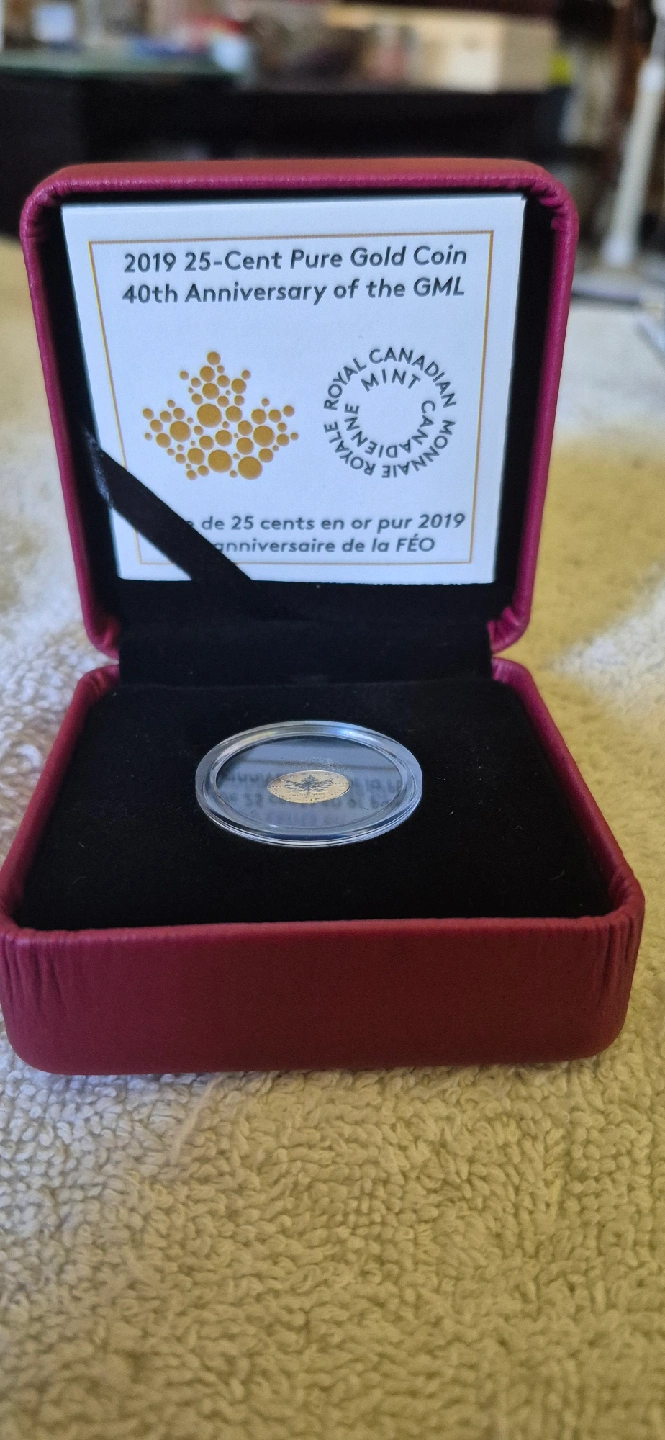 2019 25-Cent Pure Gold Coin
40th Anniversary of the GML
ROYAL CANADIAN MINT
MONNAIE ROYALE CANADIENNE
de 25 cents en or pur 2019
anniversaire de la FÉO